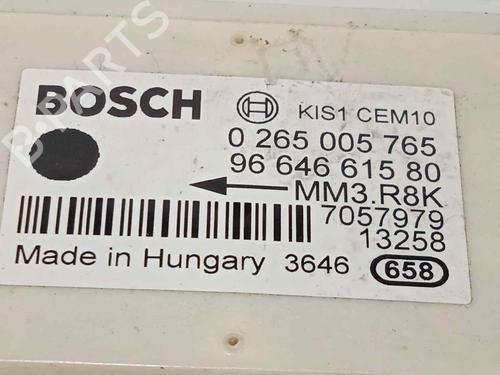 B-PARTS
BOSCH KIS1 CEM10
0 265 005 765
96 646 615 80
MM3.R8K
7057979
13258
Made in Hungary 3646 658